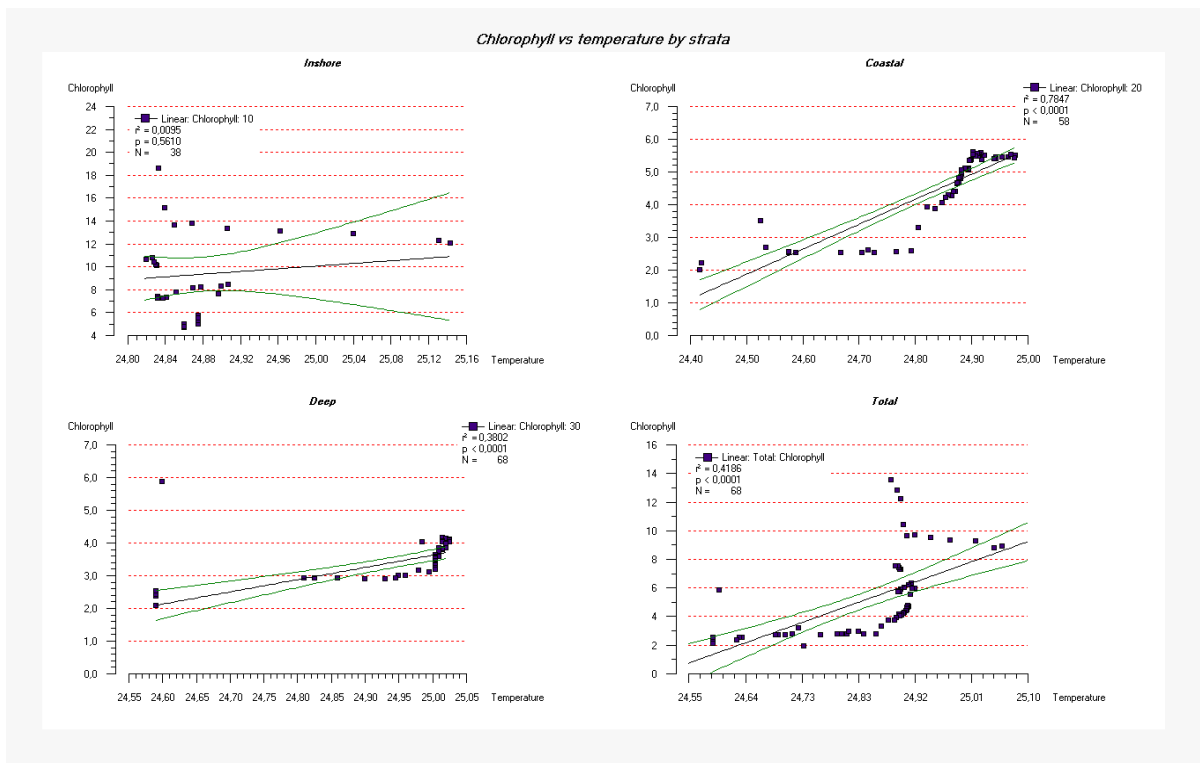 Chlorophyll vs temperature by strata
Inshore
Chlorophyll
24
22
20
18
16
14
12
10
8
6
4
Linear: Chlorophyll: 10
r² = 0,0095
p = 0,5610
N = 38
24,80 24,84 24,88 24,92 24,96 25,00 25,04 25,08 25,12 25,16 Temperature
Coastal
Chlorophyll
7,0
6,0
5,0
4,0
3,0
2,0
1,0
0,0
Linear: Chlorophyll: 20
r² = 0,7847
p < 0,0001
N = 58
24,40 24,50 24,60 24,70 24,80 24,90 25,00 Temperature
Deep
Chlorophyll
7,0
6,0
5,0
4,0
3,0
2,0
1,0
0,0
Linear: Chlorophyll: 30
r² = 0,3802
p < 0,0001
N = 68
24,55 24,60 24,65 24,70 24,75 24,80 24,85 24,90 24,95 25,00 25,05 Temperature
Total
Chlorophyll
16
14
12
10
8
6
4
2
0
Linear: Total: Chlorophyll
r² = 0,4186
p < 0,0001
N = 68
24,55 24,64 24,73 24,83 24,92 25,01 25,10 Temperature